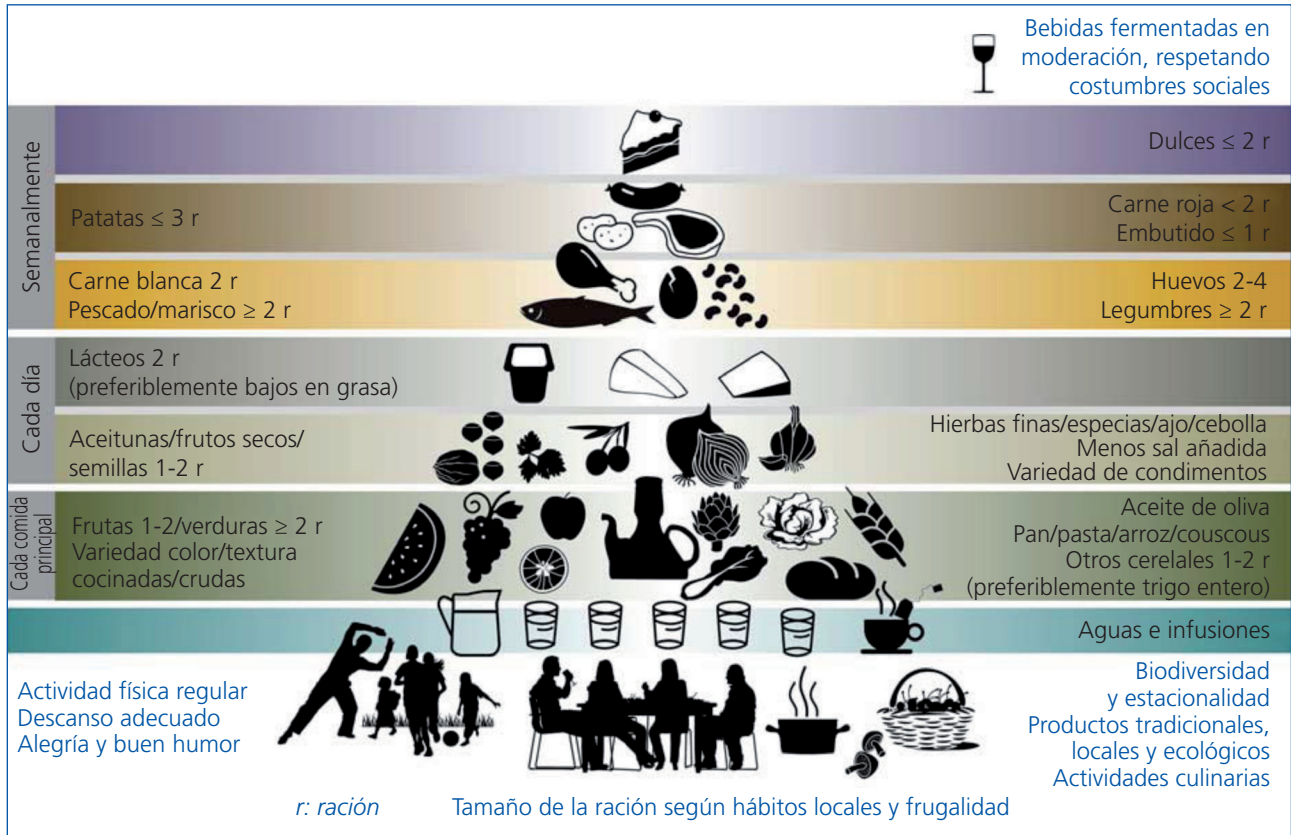 Bebidas fermentadas en
moderación, respetando
costumbres sociales
Semanalmente
Dulces ≤ 2 r
Patatas ≤ 3 r
Carne roja < 2 r
Embutido ≤ 1 r
Carne blanca 2 r
Pescado/marisco ≥ 2 r
Huevos 2-4
Legumbres ≥ 2 r
Cada día
Lácteos 2 r
(preferiblemente bajos en grasa)
Aceitunas/frutos secos/
semillas 1-2 r
Hierbas finas/especias/ajo/cebolla
Menos sal añadida
Variedad de condimentos
Cada comida
principal
Frutas 1-2/verduras ≥ 2 r
Variedad color/textura
cocinadas/crudas
Aceite de oliva
Pan/pasta/arroz/couscous
Otros cerelales 1-2 r
(preferiblemente trigo entero)
Aguas e infusiones
Actividad física regular
Descanso adecuado
Alegría y buen humor
Biodiversidad
y estacionalidad
Productos tradicionales,
locales y ecológicos
Actividades culinarias
r: ración
Tamaño de la ración según hábitos locales y frugalidad